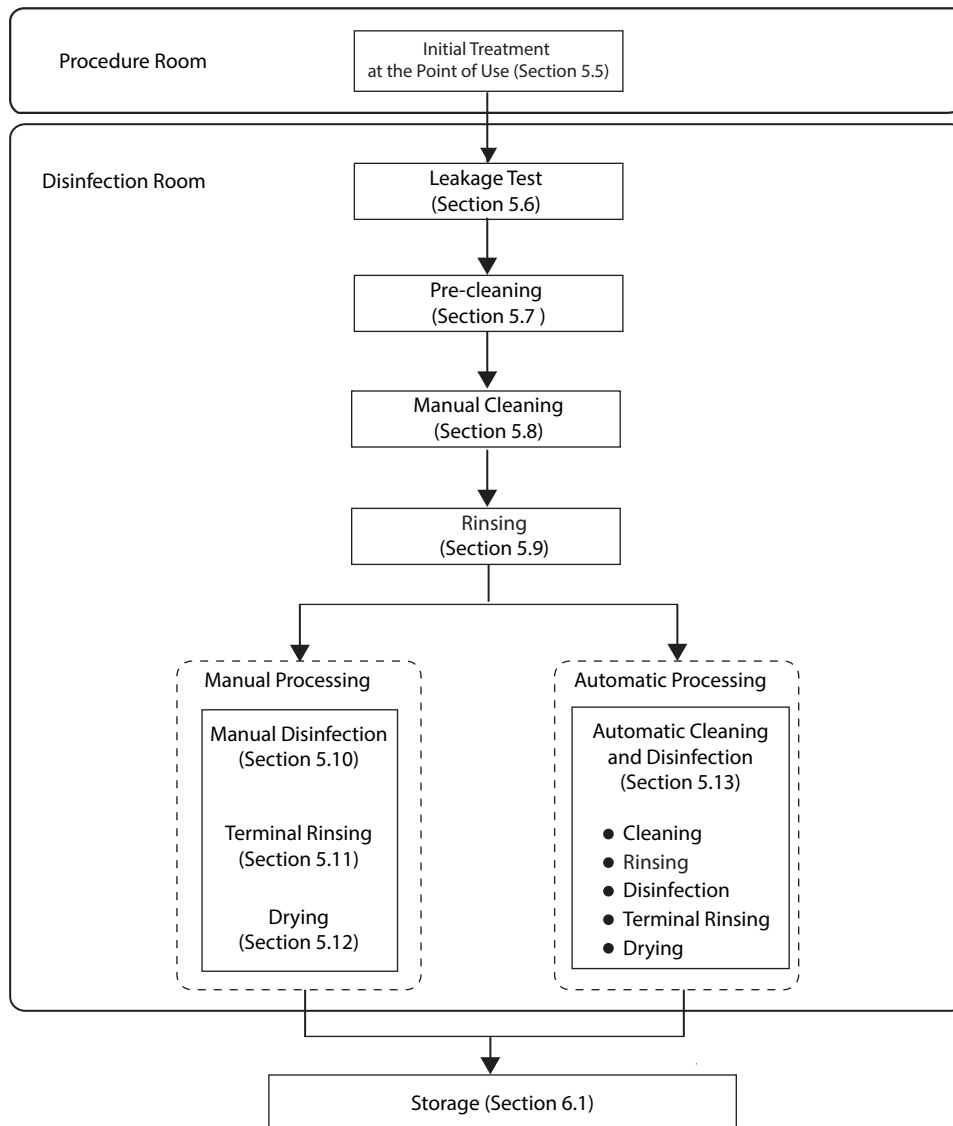 Procedure Room
Initial Treatment
at the Point of Use (Section 5.5)
Disinfection Room
Leakage Test
(Section 5.6)
Pre-cleaning
(Section 5.7 )
Manual Cleaning
(Section 5.8)
Rinsing
(Section 5.9)
Manual Processing
Manual Disinfection
(Section 5.10)
Terminal Rinsing
(Section 5.11)
Drying
(Section 5.12)
Automatic Processing
Automatic Cleaning
and Disinfection
(Section 5.13)
● Cleaning
● Rinsing
● Disinfection
● Terminal Rinsing
● Drying
Storage (Section 6.1)